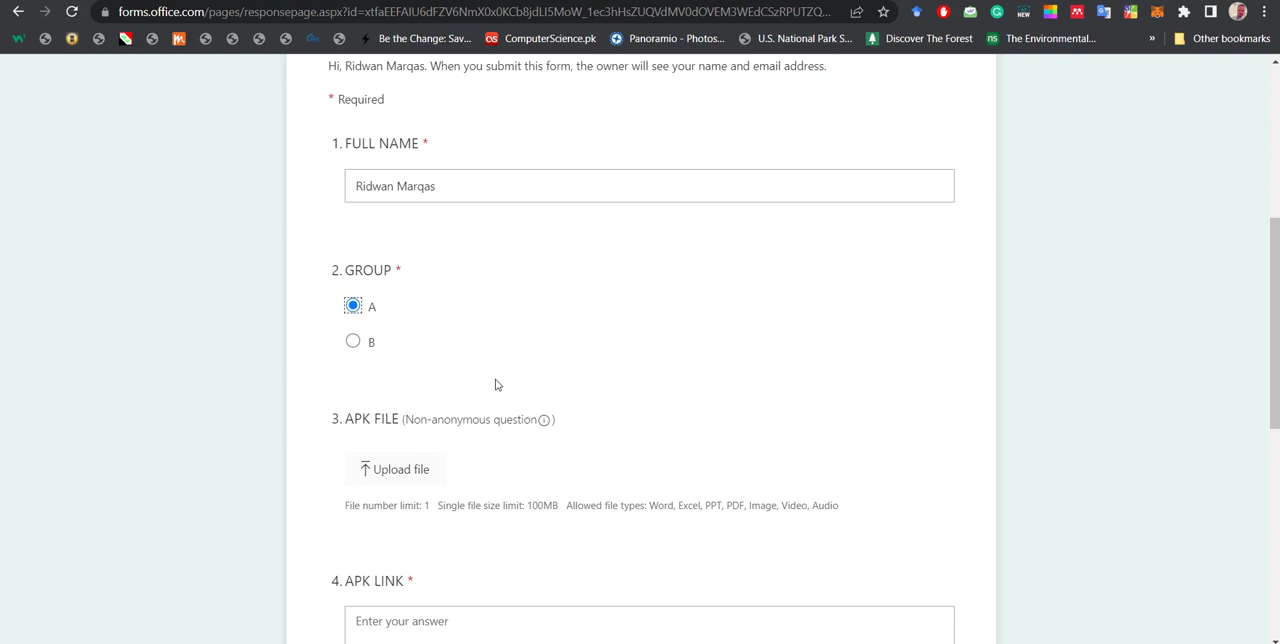 forms.office.com/pages/responsepage.aspx?id=xtfaEEFAIU6dFZV6NmX0x0KCb8jdLI5MoW_1ec3hHsZUQVdMV0dOVEM3WEdCSzRPUTZQ...
Be the Change: Sav... ComputerScience.pk Panoramio - Photos... U.S. National Park S... Discover The Forest The Environmental... » Other bookmarks
Hi, Ridwan Marqas. When you submit this form, the owner will see your name and email address.
* Required
1. FULL NAME *
Ridwan Marqas
2. GROUP *
A
B
3. APK FILE (Non-anonymous question)
Upload file
File number limit: 1 Single file size limit: 100MB Allowed file types: Word, Excel, PPT, PDF, Image, Video, Audio
4. APK LINK *
Enter your answer